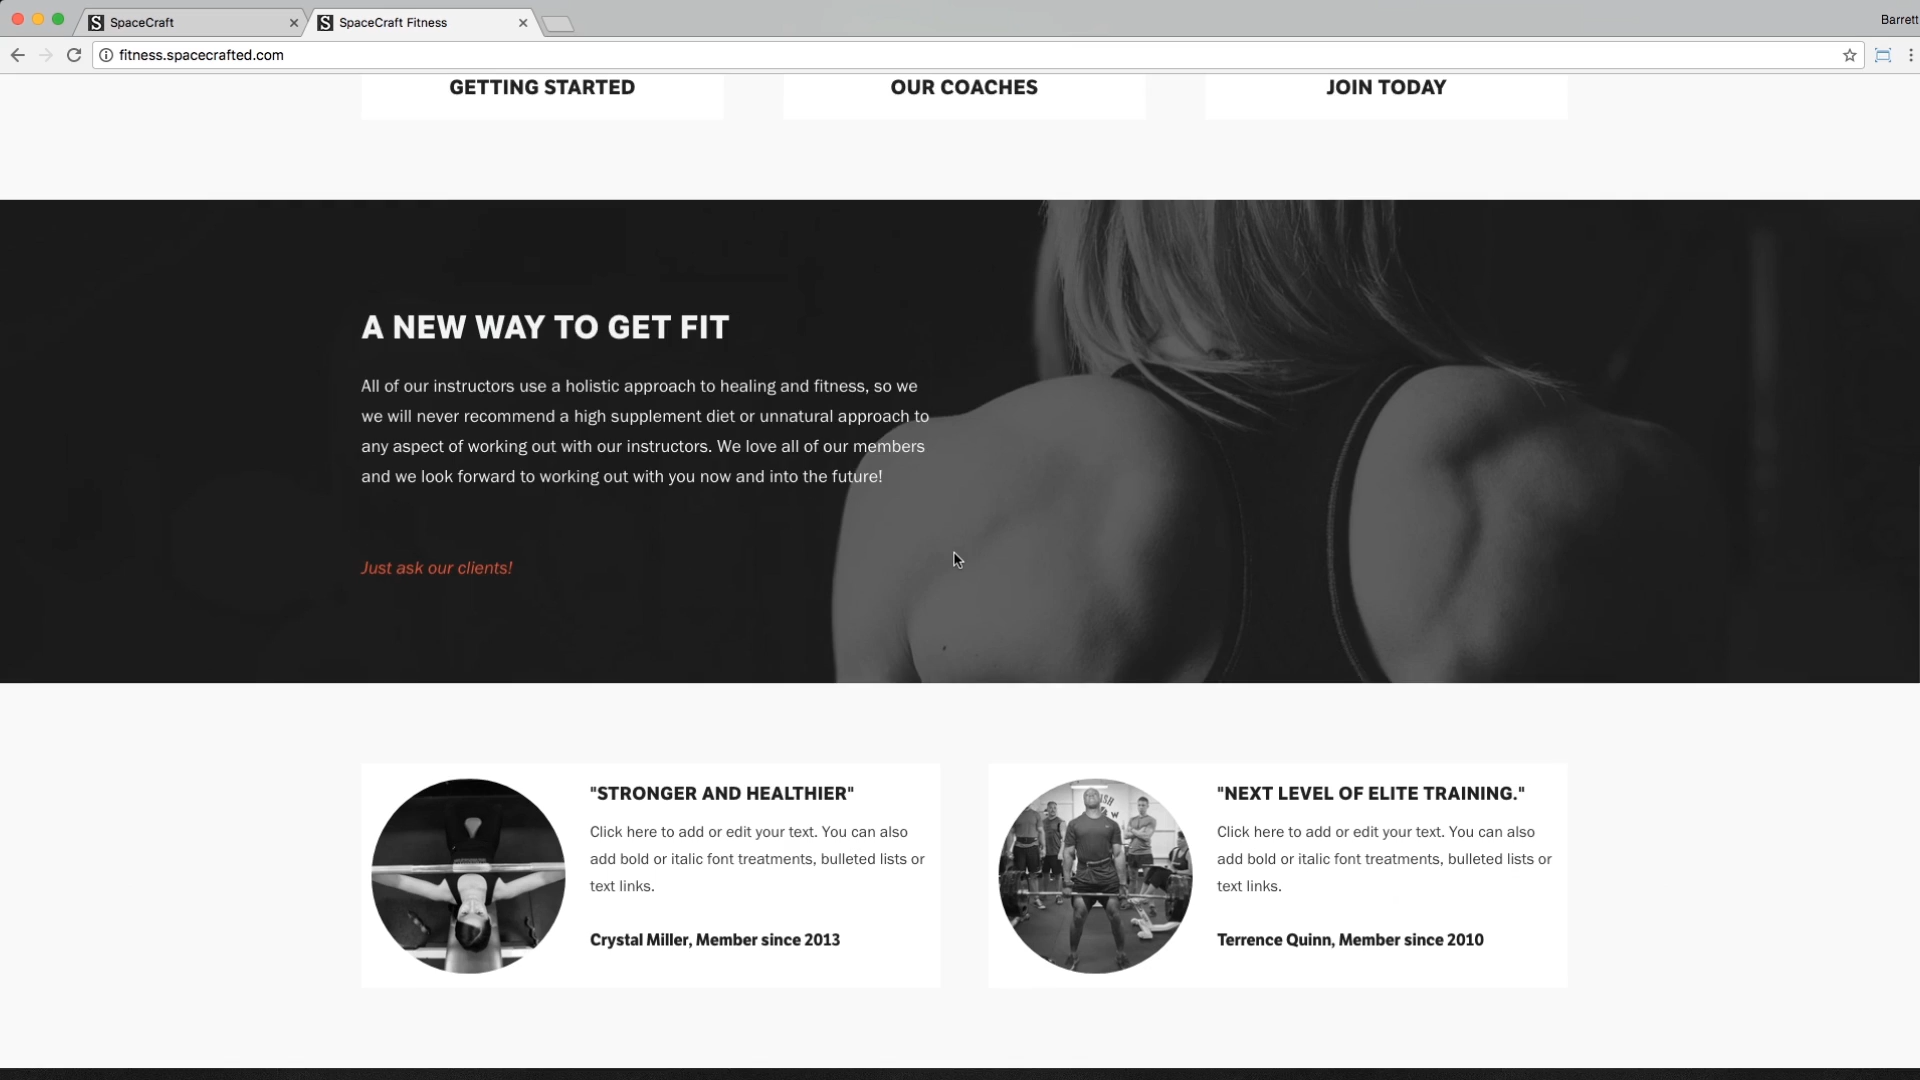 SpaceCraft
SpaceCraft Fitness
Barrett
fitness.spacecrafted.com
GETTING STARTED
OUR COACHES
JOIN TODAY
A NEW WAY TO GET FIT
All of our instructors use a holistic approach to healing and fitness, so we
we will never recommend a high supplement diet or unnatural approach to
any aspect of working out with our instructors. We love all of our members
and we look forward to working out with you now and into the future!
Just ask our clients!
"STRONGER AND HEALTHIER"
Click here to add or edit your text. You can also
add bold or italic font treatments, bulleted lists or
text links.
Crystal Miller, Member since 2013
"NEXT LEVEL OF ELITE TRAINING."
Click here to add or edit your text. You can also
add bold or italic font treatments, bulleted lists or
text links.
Terrence Quinn, Member since 2010